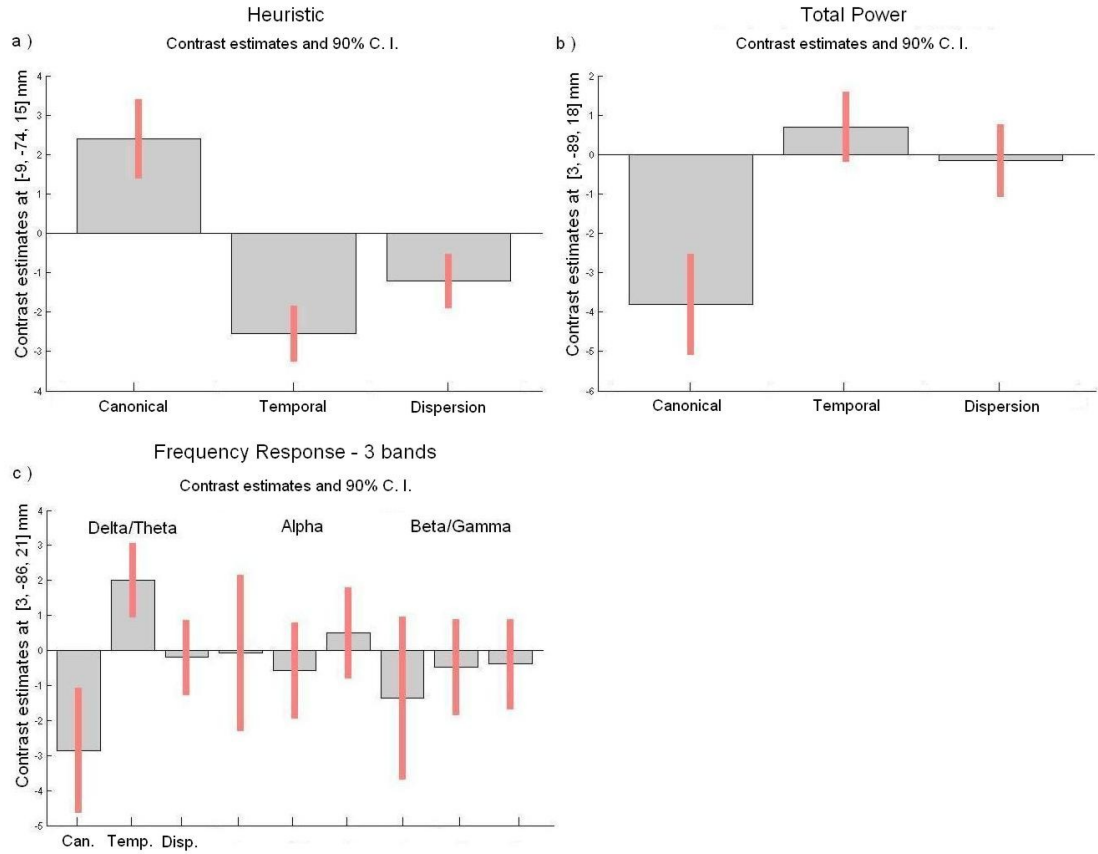 Heuristic
a )
Contrast estimates and 90% C. I.
Contrast estimates at [-9, -74, 15] mm
4
3
2
1
0
-1
-2
-3
-4
Canonical Temporal Dispersion
Total Power
b )
Contrast estimates and 90% C. I.
Contrast estimates at [3, -89, 18] mm
2
1
0
-1
-2
-3
-4
-5
-6
Canonical Temporal Dispersion
Frequency Response - 3 bands
c )
Contrast estimates and 90% C. I.
Contrast estimates at [3, -86, 21] mm
4
3
2
1
0
-1
-2
-3
-4
-5
Delta/Theta Alpha Beta/Gamma
Can. Temp. Disp.